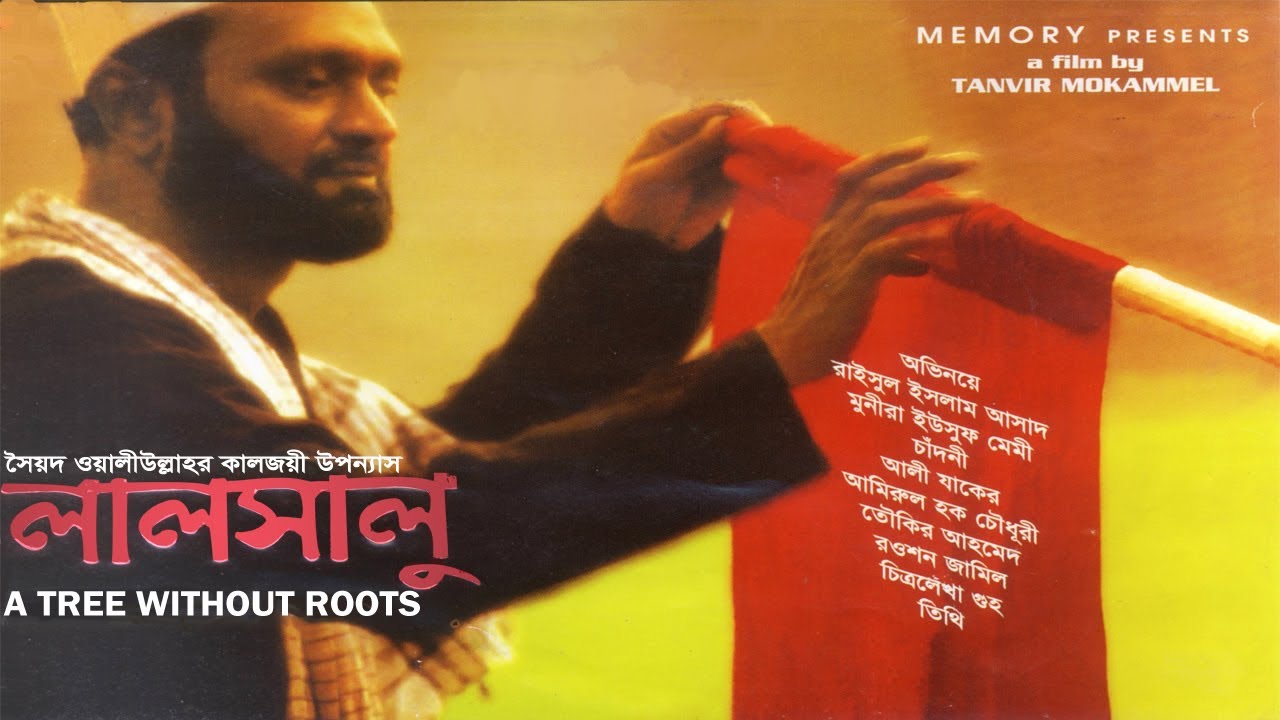 MEMORY PRESENTS
a film by
TANVIR MOKAMMEL
অভিনয়ে
রাইসুল ইসলাম আসাদ
মুনীরা ইউসুফ মেমী
চাঁদনী
আলী যাকের
আমিরুল হক চৌধূরী
তৌকির আহমেদ
রওশন জামিল
চিত্রলেখা গুহ
তিথি
সৈয়দ ওয়ালীউল্লাহর কালজয়ী উপন্যাস
লালসালু
A TREE WITHOUT ROOTS